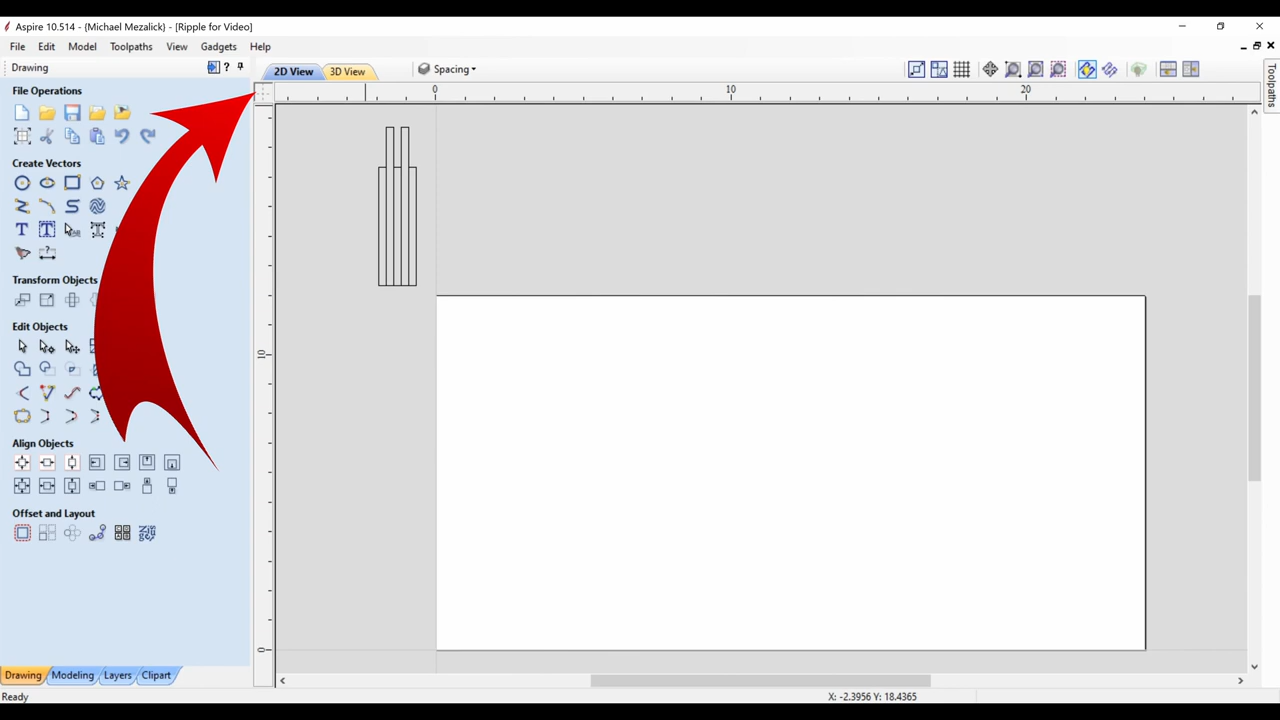 Aspire 10.514 - {Michael Mezalick} - [Ripple for Video]
File Edit Model Toolpaths View Gadgets Help
Drawing
2D View 3D View Spacing
Toolpaths
File Operations
0 10 20
Create Vectors
Transform Objects
Edit Objects
10
Align Objects
Offset and Layout
0
Drawing Modeling Layers Clipart
Ready X: -2.3956 Y: 18.4365